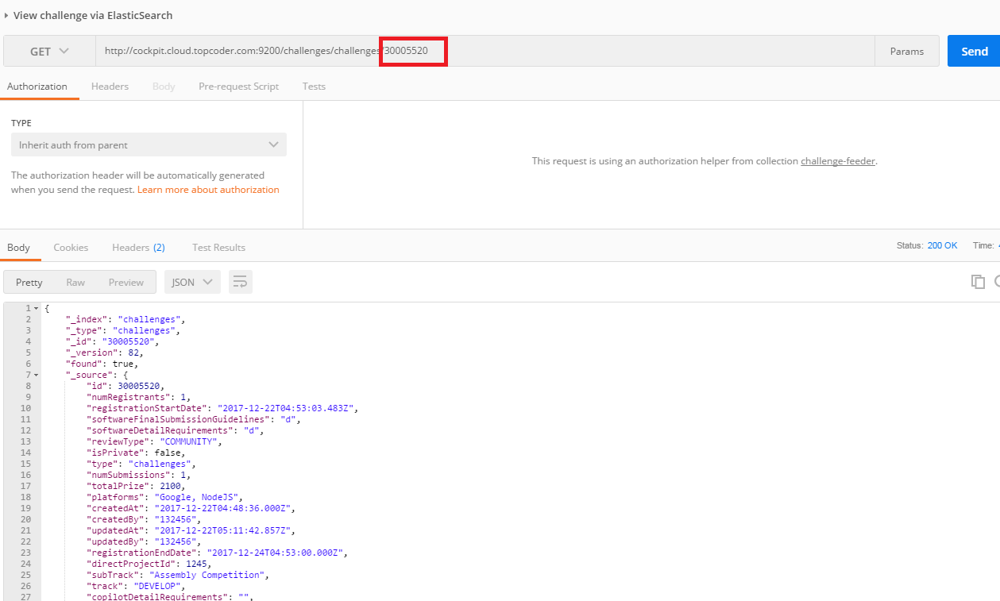 View challenge via ElasticSearch
GET http://cockpit.cloud.topcoder.com:9200/challenges/challenges/30005520 Params Send
Authorization Headers Body Pre-request Script Tests
TYPE
Inherit auth from parent
The authorization header will be automatically generated
when you send the request. Learn more about authorization
This request is using an authorization helper from collection challenge-feeder.
Body Cookies Headers (2) Test Results Status: 200 OK Time:
Pretty Raw Preview JSON
1 {
2 "_index": "challenges",
3 "_type": "challenges",
4 "_id": "30005520",
5 "_version": 82,
6 "found": true,
7 "_source": {
8 "id": 30005520,
9 "numRegistrants": 1,
10 "registrationStartDate": "2017-12-22T04:53:03.483Z",
11 "softwareFinalSubmissionGuidelines": "d",
12 "softwareDetailRequirements": "d",
13 "reviewType": "COMMUNITY",
14 "isPrivate": false,
15 "type": "challenges",
16 "numSubmissions": 1,
17 "totalPrize": 2100,
18 "platforms": "Google, NodeJS",
19 "createdAt": "2017-12-22T04:48:36.000Z",
20 "createdBy": "132456",
21 "updatedAt": "2017-12-22T05:11:42.857Z",
22 "updatedBy": "132456",
23 "registrationEndDate": "2017-12-24T04:53:00.000Z",
24 "directProjectId": 1245,
25 "subTrack": "Assembly Competition",
26 "track": "DEVELOP",
27 "copilotDetailRequirements": "",